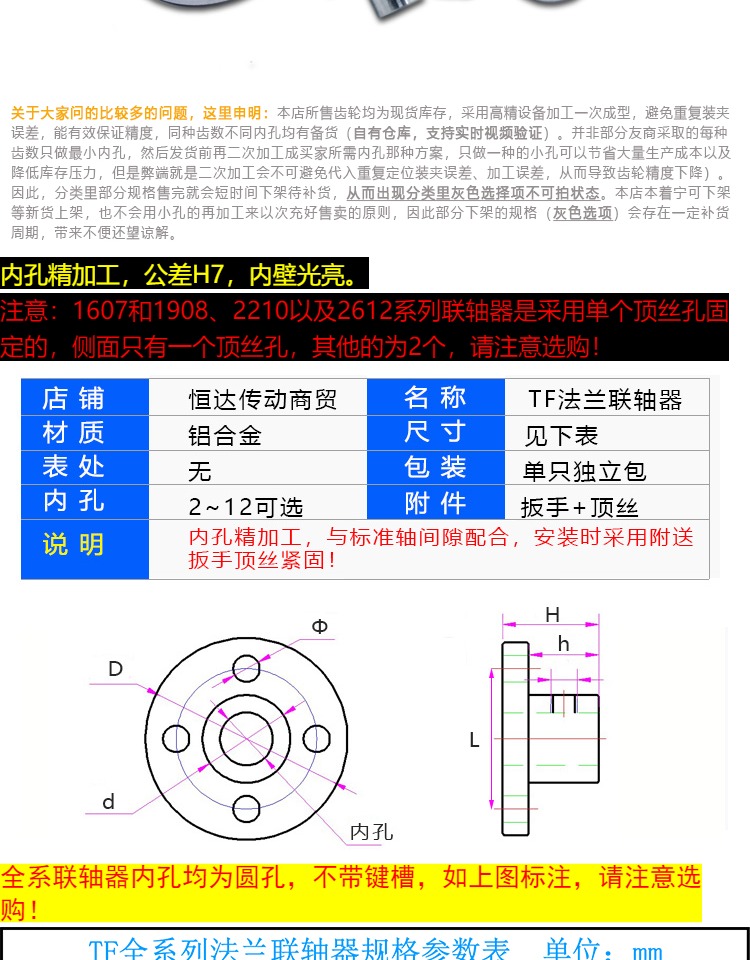 关于大家问的比较多的问题，这里申明：本店所售齿轮均为现货库存，采用高精设备加工一次成型，避免重复装夹
误差，能有效保证精度，同种齿数不同内孔均有备货（自有仓库，支持实时视频验证）。并非部分友商采取的每种
齿数只做最小内孔，然后发货前再二次加工成买家所需内孔那种方案，只做一种的小孔可以节省大量生产成本以及
降低库存压力，但是弊端就是二次加工会不可避免代入重复定位装夹误差、加工误差，从而导致齿轮精度下降）。
因此，分类里部分规格售完就会短时间下架待补货，从而出现分类里灰色选择项不可拍状态。本店本着宁可下架
等新货上架，也不会用小孔的再加工来以次充好售卖的原则，因此部分下架的规格（灰色选项）会存在一定补货
周期，带来不便还望谅解。
内孔精加工，公差H7，内壁光亮。
注意：1607和1908、2210以及2612系列联轴器是采用单个顶丝孔固
定的，侧面只有一个顶丝孔，其他的为2个，请注意选购！
店 铺 恒达传动商贸 名 称 TF法兰联轴器
材 质 铝合金 尺 寸 见下表
表 处 无 包 装 单只独立包
内 孔 2~12可选 附 件 扳手+顶丝
说 明 内孔精加工，与标准轴间隙配合，安装时采用附送
扳手顶丝紧固！
H
Φ
h
D
L
d
内孔
全系联轴器内孔均为圆孔，不带键槽，如上图标注，请注意选
购！
TF全系列法兰联轴器规格参数表 单位：mm